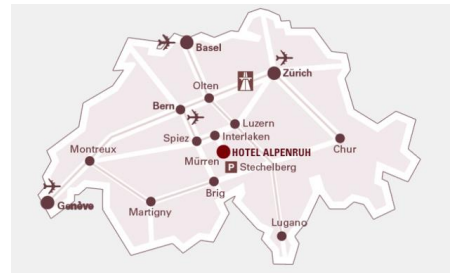 Basel
Zürich
Olten
Bern
Luzern
Spiez
Interlaken
Montreux
HOTEL ALPENRUH
Chur
Mürren
P Stechelberg
Brig
Genève
Martigny
Lugano